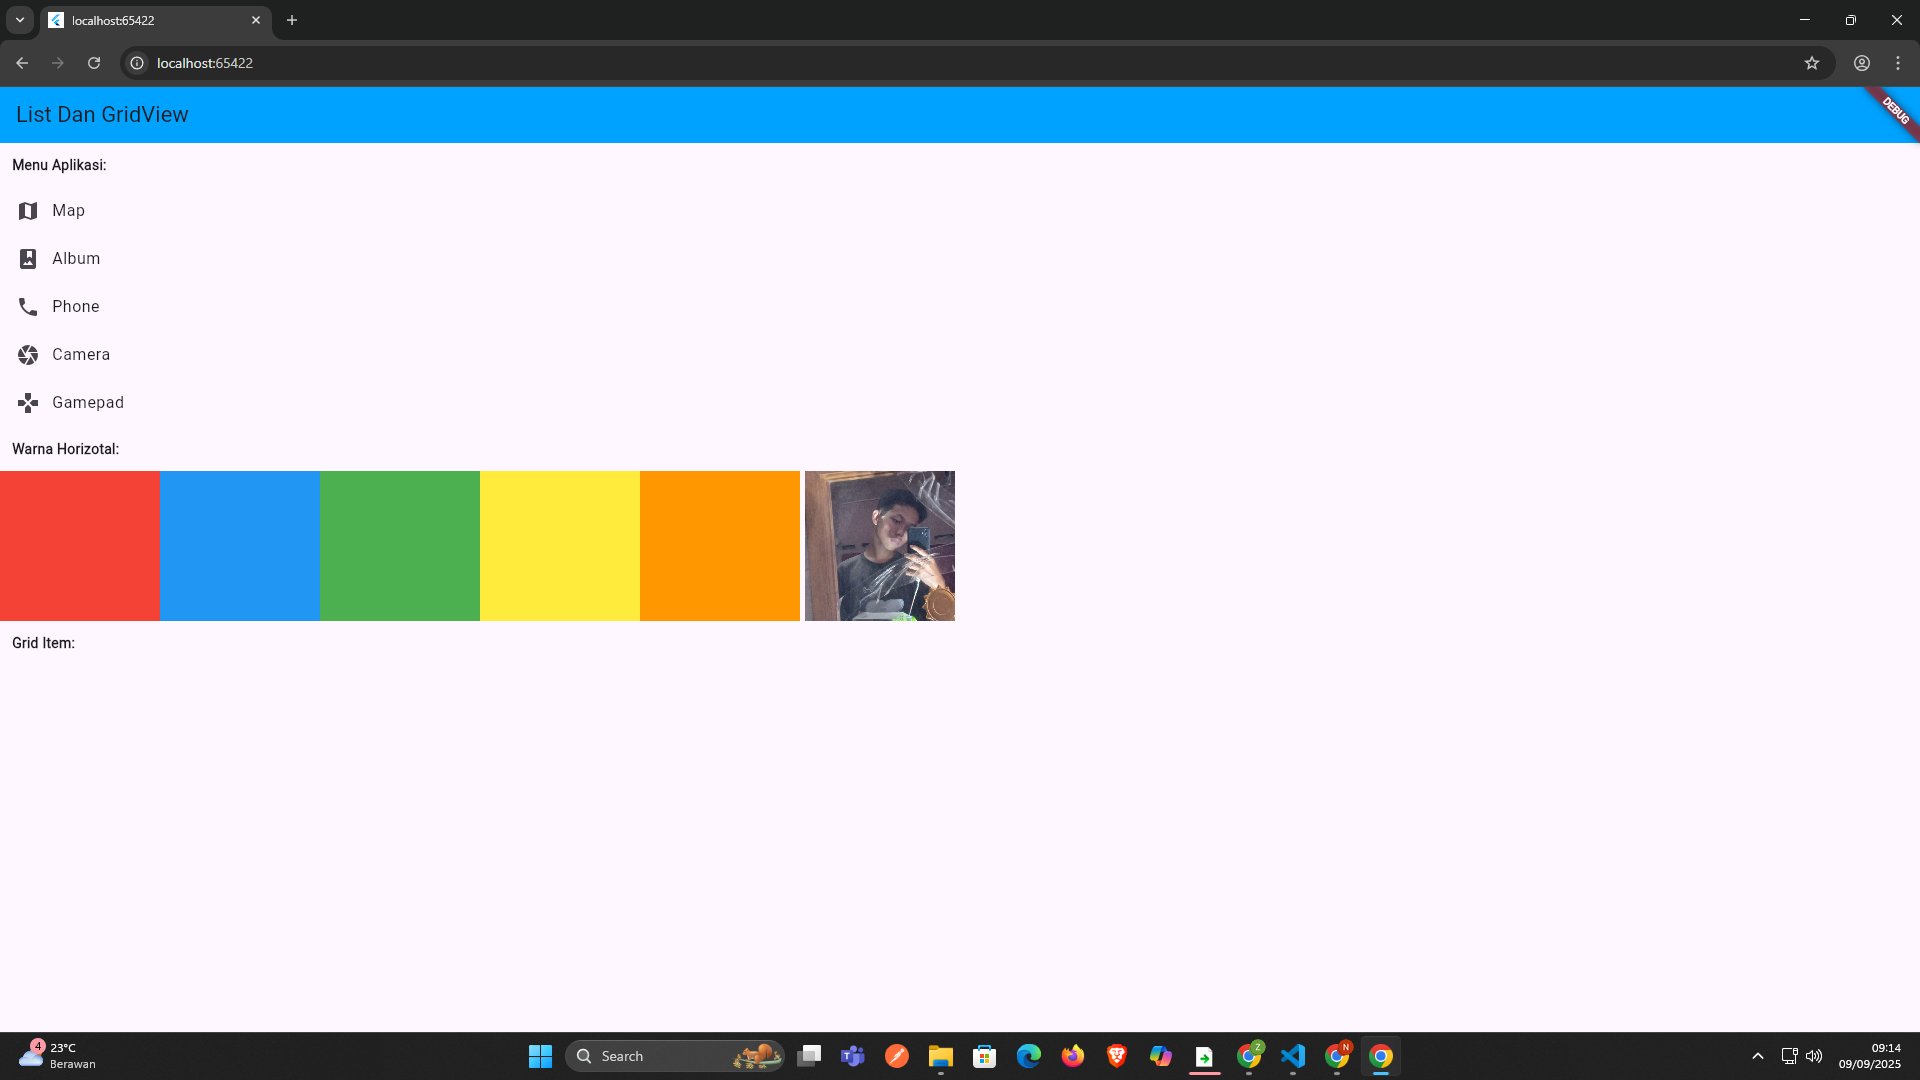 localhost:65422
localhost:65422
List Dan GridView
DEBUG
Menu Aplikasi:
Map
Album
Phone
Camera
Gamepad
Warna Horizotal:
Grid Item:
4
23°C
Berawan
Search
T
Z
N
09:14
09/09/2025